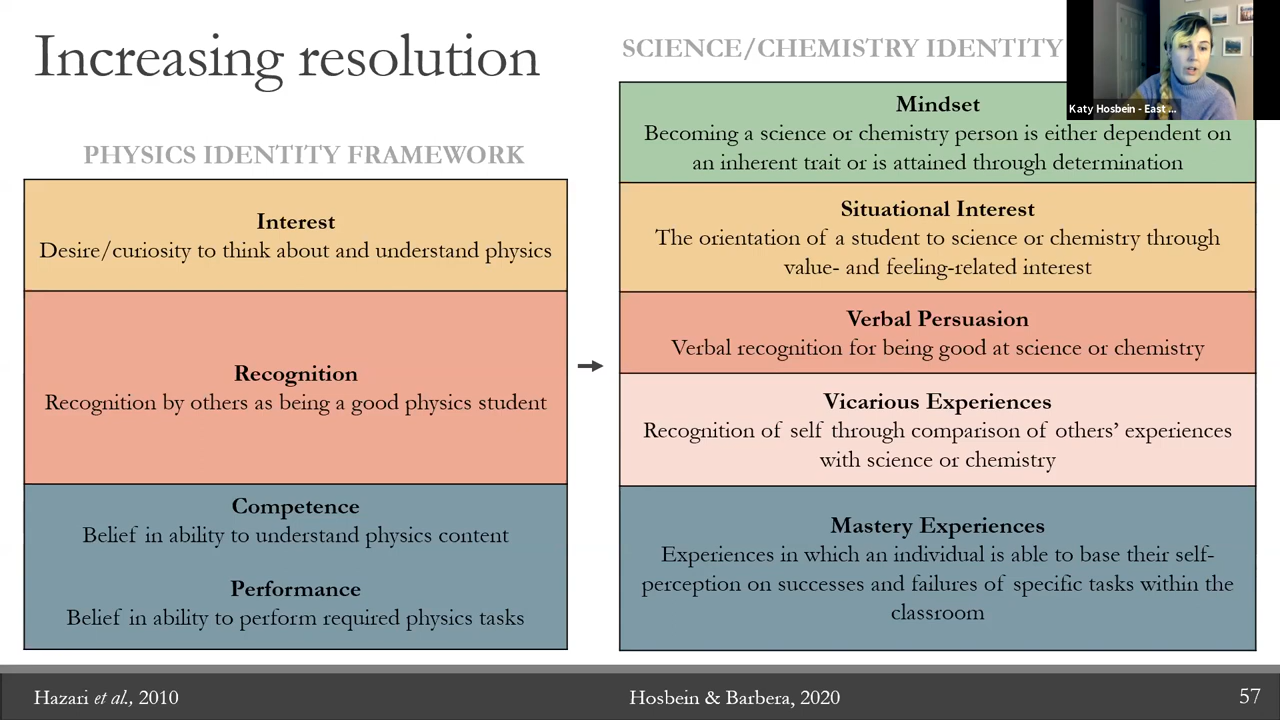 Increasing resolution
SCIENCE/CHEMISTRY IDENTITY
Katy Hosbein - East ...
PHYSICS IDENTITY FRAMEWORK
Interest
Desire/curiosity to think about and understand physics
Recognition
Recognition by others as being a good physics student
Competence
Belief in ability to understand physics content
Performance
Belief in ability to perform required physics tasks
Mindset
Becoming a science or chemistry person is either dependent on
an inherent trait or is attained through determination
Situational Interest
The orientation of a student to science or chemistry through
value- and feeling-related interest
Verbal Persuasion
Verbal recognition for being good at science or chemistry
Vicarious Experiences
Recognition of self through comparison of others’ experiences
with science or chemistry
Mastery Experiences
Experiences in which an individual is able to base their self-
perception on successes and failures of specific tasks within the
classroom
Hazari et al., 2010
Hosbein & Barbera, 2020
57